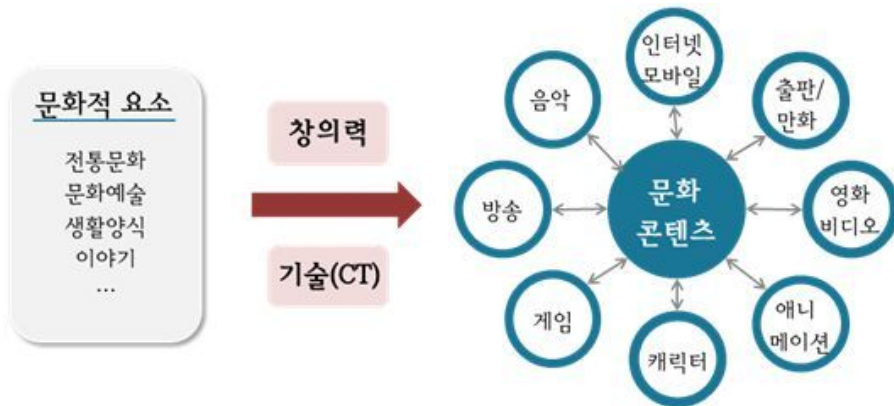 문화적 요소
전통문화
문화예술
생활양식
이야기
...
창의력
기술(CT)
문화
콘텐츠
인터넷
모바일
출판/
만화
영화
비디오
애니
메이션
캐릭터
게임
방송
음악